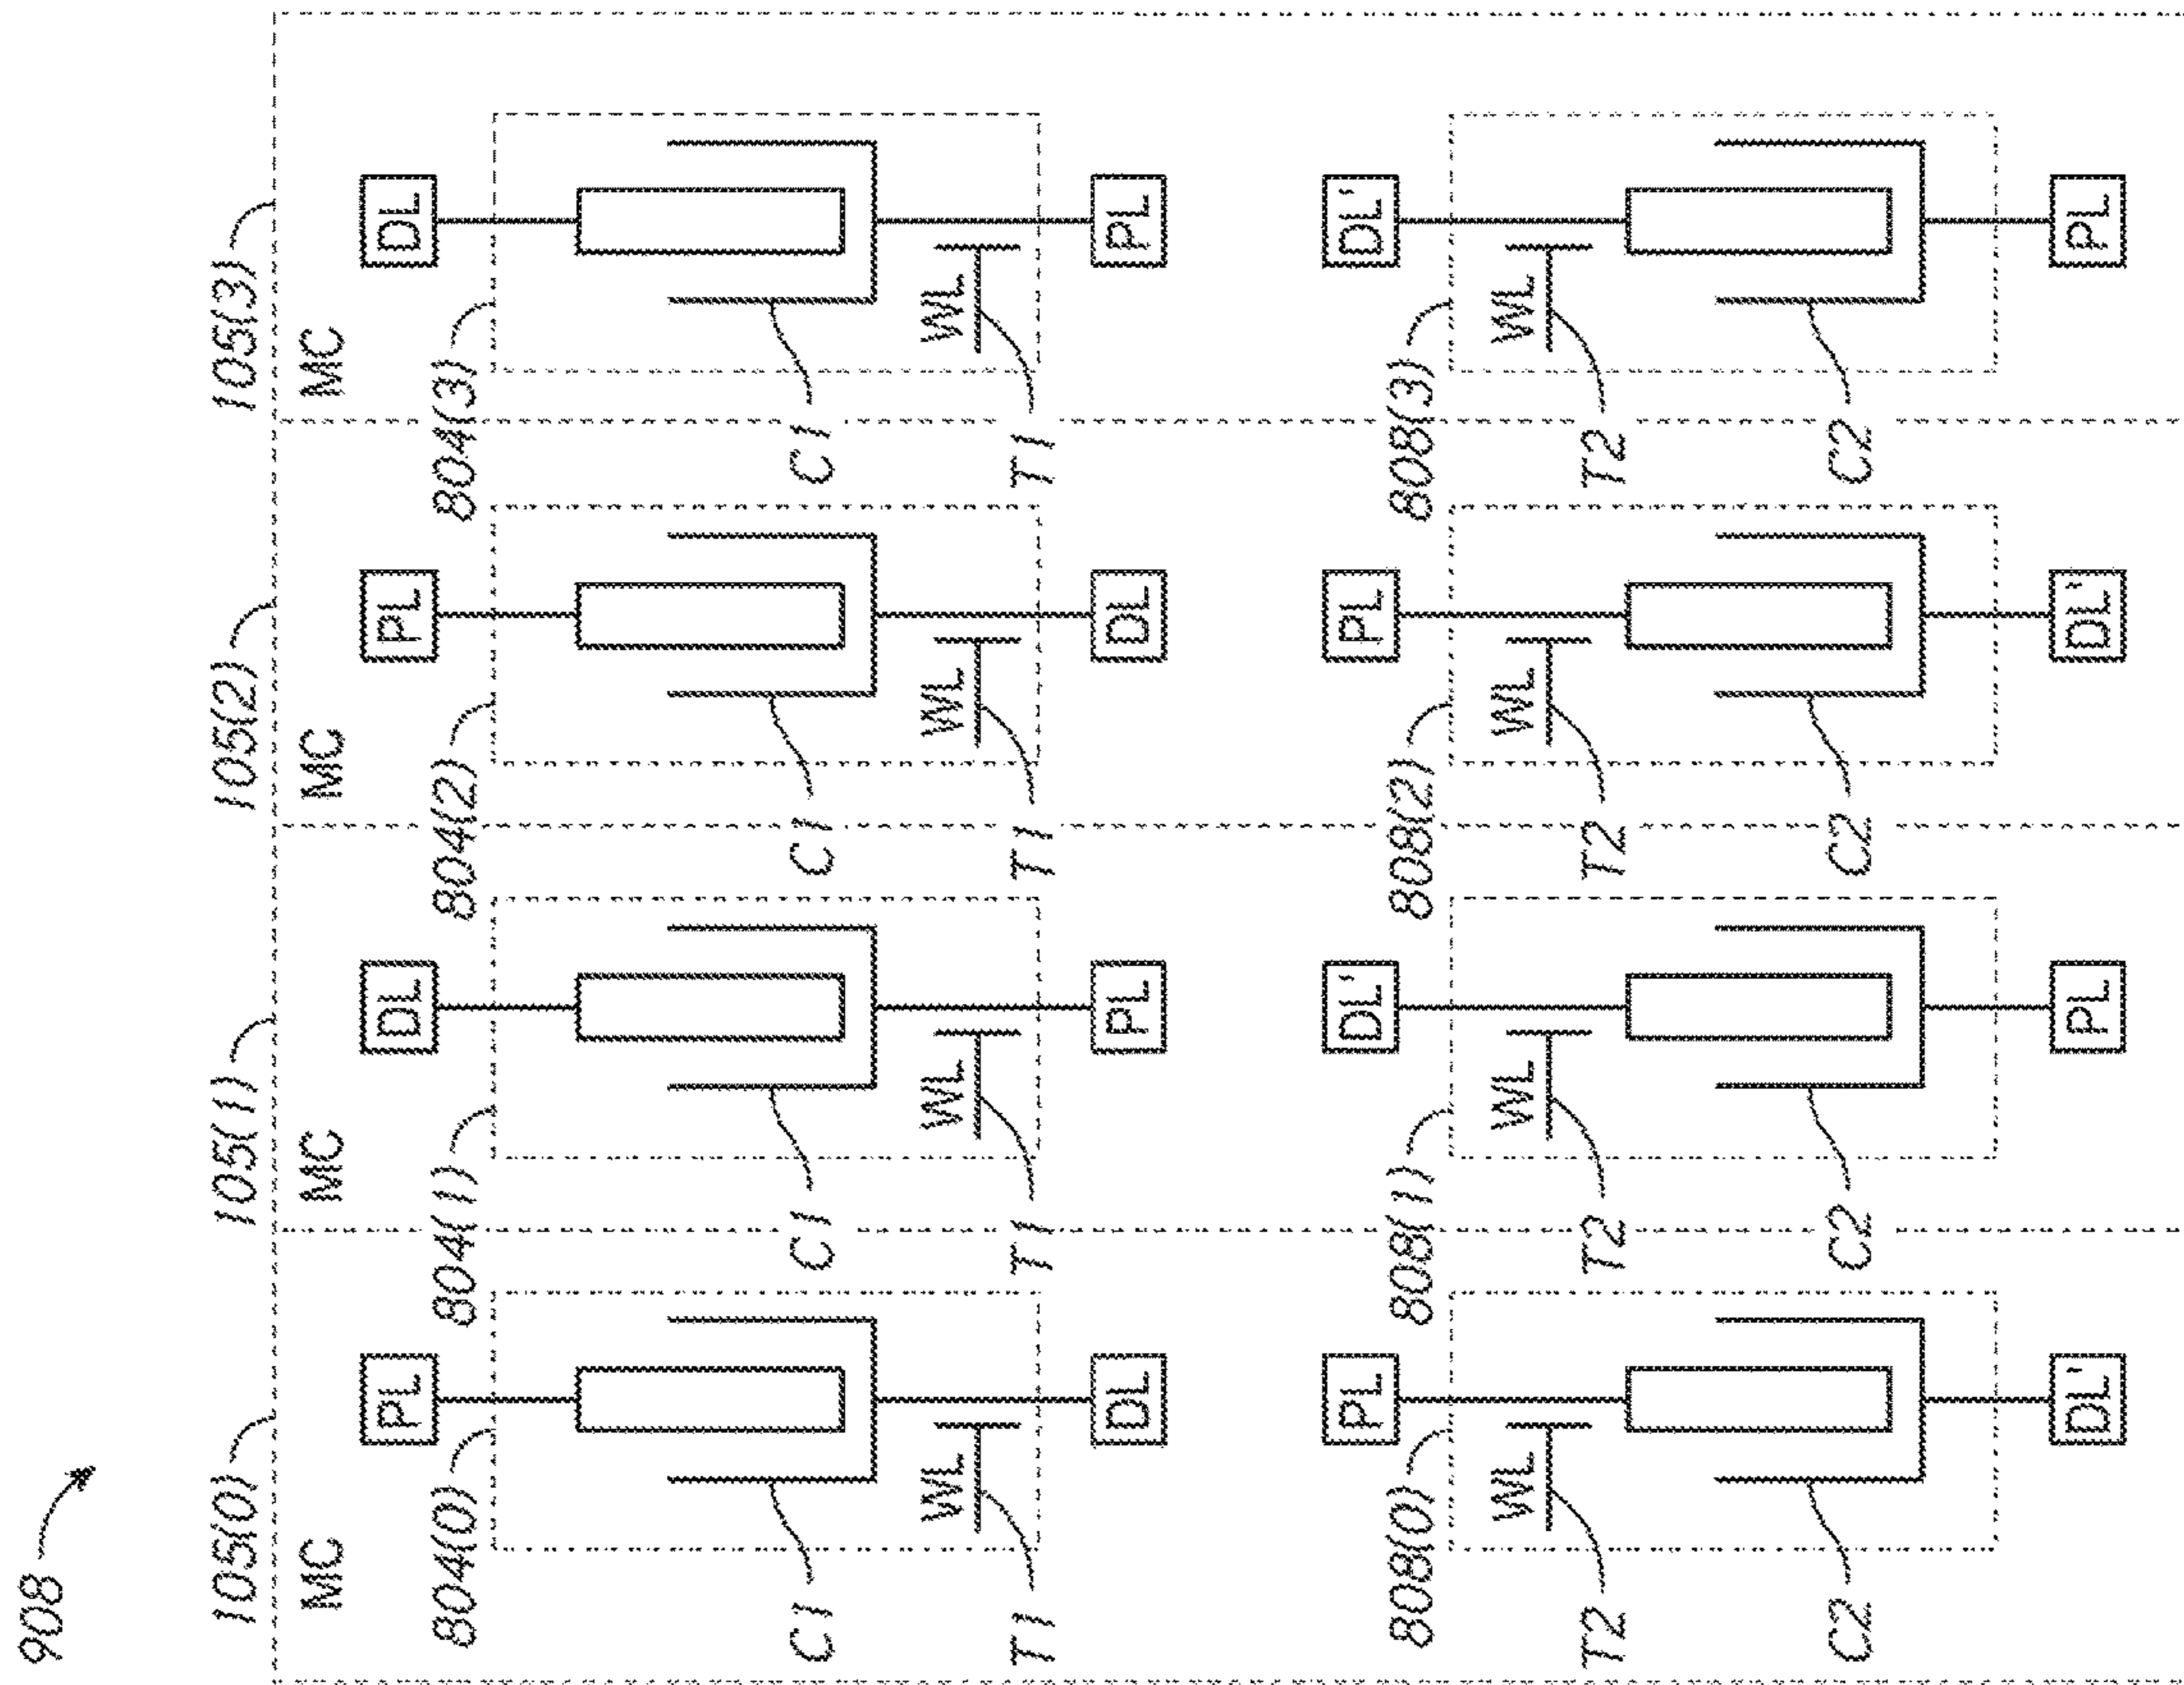 908
105(0)
105(1)
105(2)
105(3)
MC
MC
MC
MC
PL
DL
PL
DL
804(0)
804(1)
804(2)
804(3)
C1
C1
C1
C1
WL
WL
WL
WL
T1
T1
T1
T1
DL
PL
DL
PL
PL
DL'
PL
DL'
808(0)
808(1)
808(2)
808(3)
WL
WL
WL
WL
T2
T2
T2
T2
C2
C2
C2
C2
DL'
PL
DL'
PL